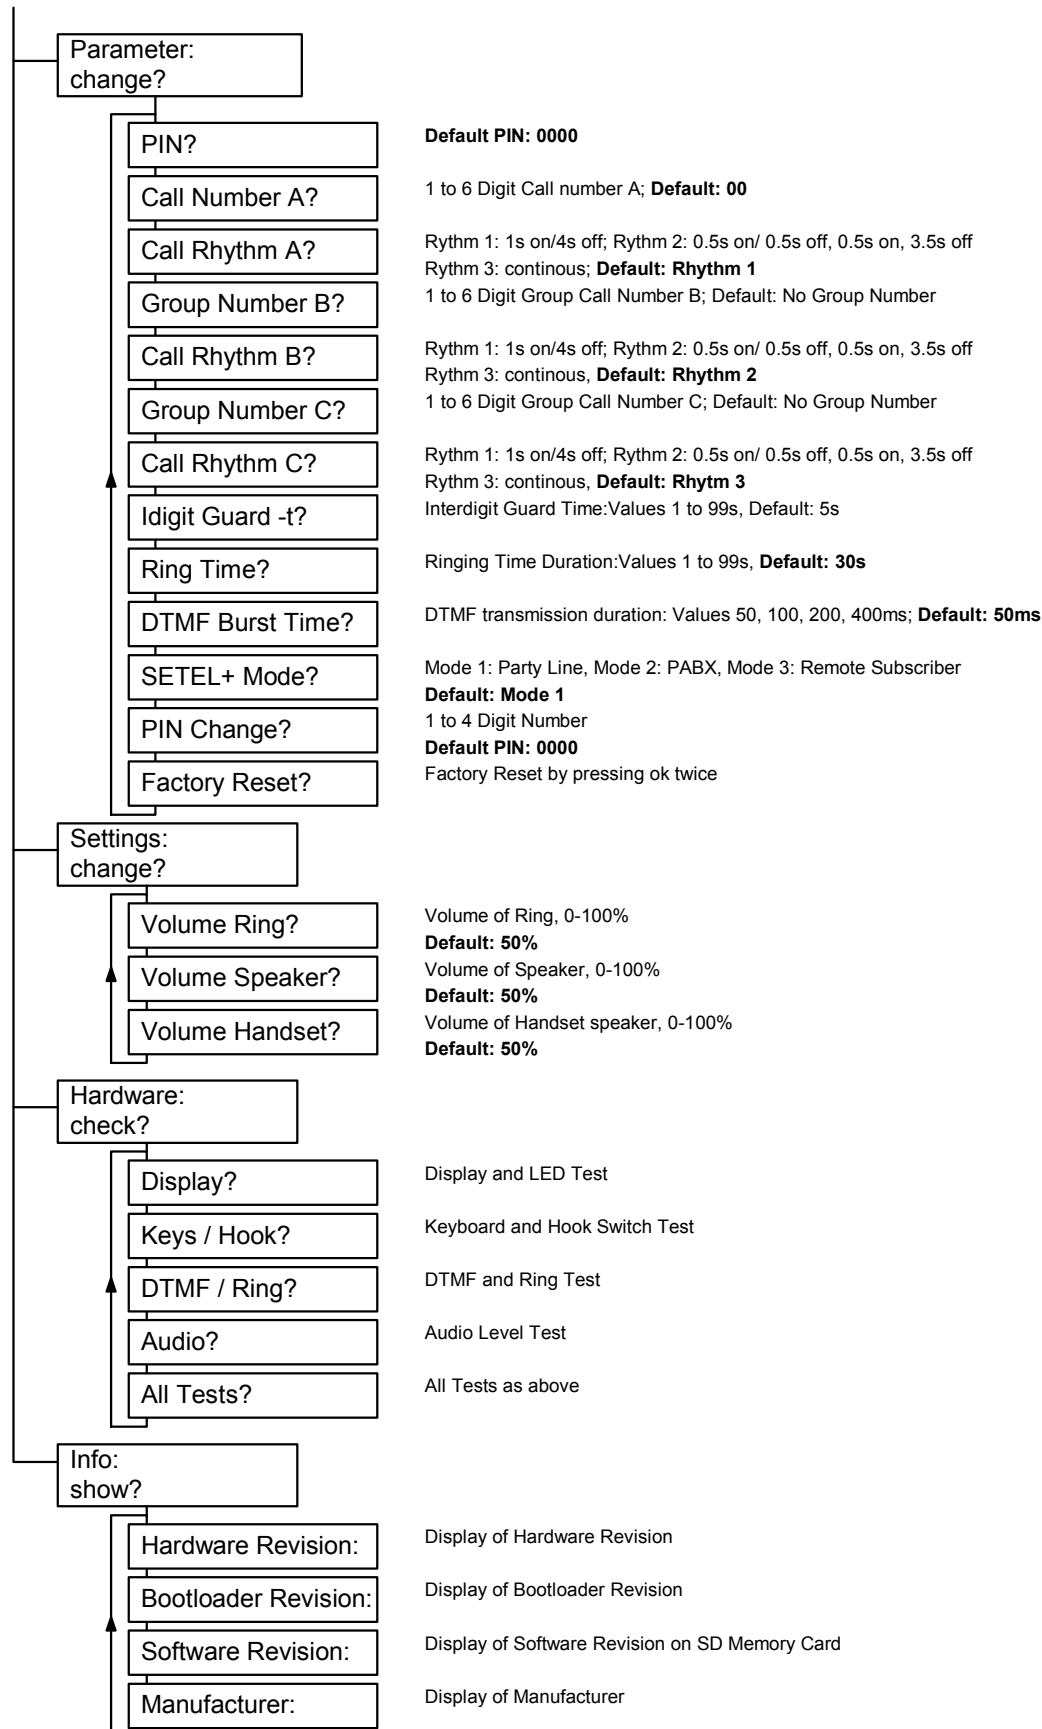 Parameter:
change?
PIN?
Default PIN: 0000
Call Number A?
1 to 6 Digit Call number A; Default: 00
Call Rhythm A?
Rythm 1: 1s on/4s off; Rythm 2: 0.5s on/ 0.5s off, 0.5s on, 3.5s off
Rythm 3: continous; Default: Rhythm 1
Group Number B?
1 to 6 Digit Group Call Number B; Default: No Group Number
Call Rhythm B?
Rythm 1: 1s on/4s off; Rythm 2: 0.5s on/ 0.5s off, 0.5s on, 3.5s off
Rythm 3: continous, Default: Rhythm 2
Group Number C?
1 to 6 Digit Group Call Number C; Default: No Group Number
Call Rhythm C?
Rythm 1: 1s on/4s off; Rythm 2: 0.5s on/ 0.5s off, 0.5s on, 3.5s off
Rythm 3: continous, Default: Rhytm 3
Idigit Guard -t?
Interdigit Guard Time:Values 1 to 99s, Default: 5s
Ring Time?
Ringing Time Duration:Values 1 to 99s, Default: 30s
DTMF Burst Time?
DTMF transmission duration: Values 50, 100, 200, 400ms; Default: 50ms
SETEL+ Mode?
Mode 1: Party Line, Mode 2: PABX, Mode 3: Remote Subscriber
Default: Mode 1
PIN Change?
1 to 4 Digit Number
Default PIN: 0000
Factory Reset?
Factory Reset by pressing ok twice
Settings:
change?
Volume Ring?
Volume of Ring, 0-100%
Default: 50%
Volume Speaker?
Volume of Speaker, 0-100%
Default: 50%
Volume Handset?
Volume of Handset speaker, 0-100%
Default: 50%
Hardware:
check?
Display?
Display and LED Test
Keys / Hook?
Keyboard and Hook Switch Test
DTMF / Ring?
DTMF and Ring Test
Audio?
Audio Level Test
All Tests?
All Tests as above
Info:
show?
Hardware Revision:
Display of Hardware Revision
Bootloader Revision:
Display of Bootloader Revision
Software Revision:
Display of Software Revision on SD Memory Card
Manufacturer:
Display of Manufacturer